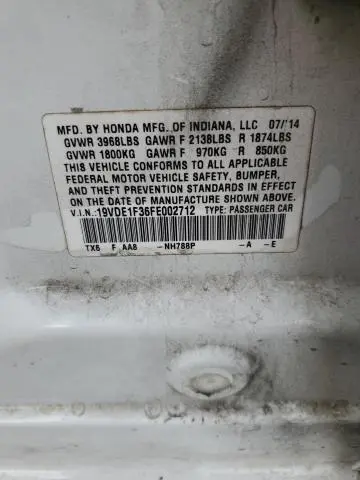 MFD. BY HONDA MFG. OF INDIANA, LLC 07/'14
GVWR 3968LBS GAWR F 2138LBS R 1874LBS
GVWR 1800KG GAWR F 970KG R 850KG
THIS VEHICLE CONFORMS TO ALL APPLICABLE
FEDERAL MOTOR VEHICLE SAFETY, BUMPER,
AND THEFT PREVENTION STANDARDS IN EFFECT
ON THE DATE OF MANUFACTURE SHOWN ABOVE.
V.I.N.: 19VDE1F36FE002712 TYPE: PASSENGER CAR
TX6 F AA8 -NH788P -A -E